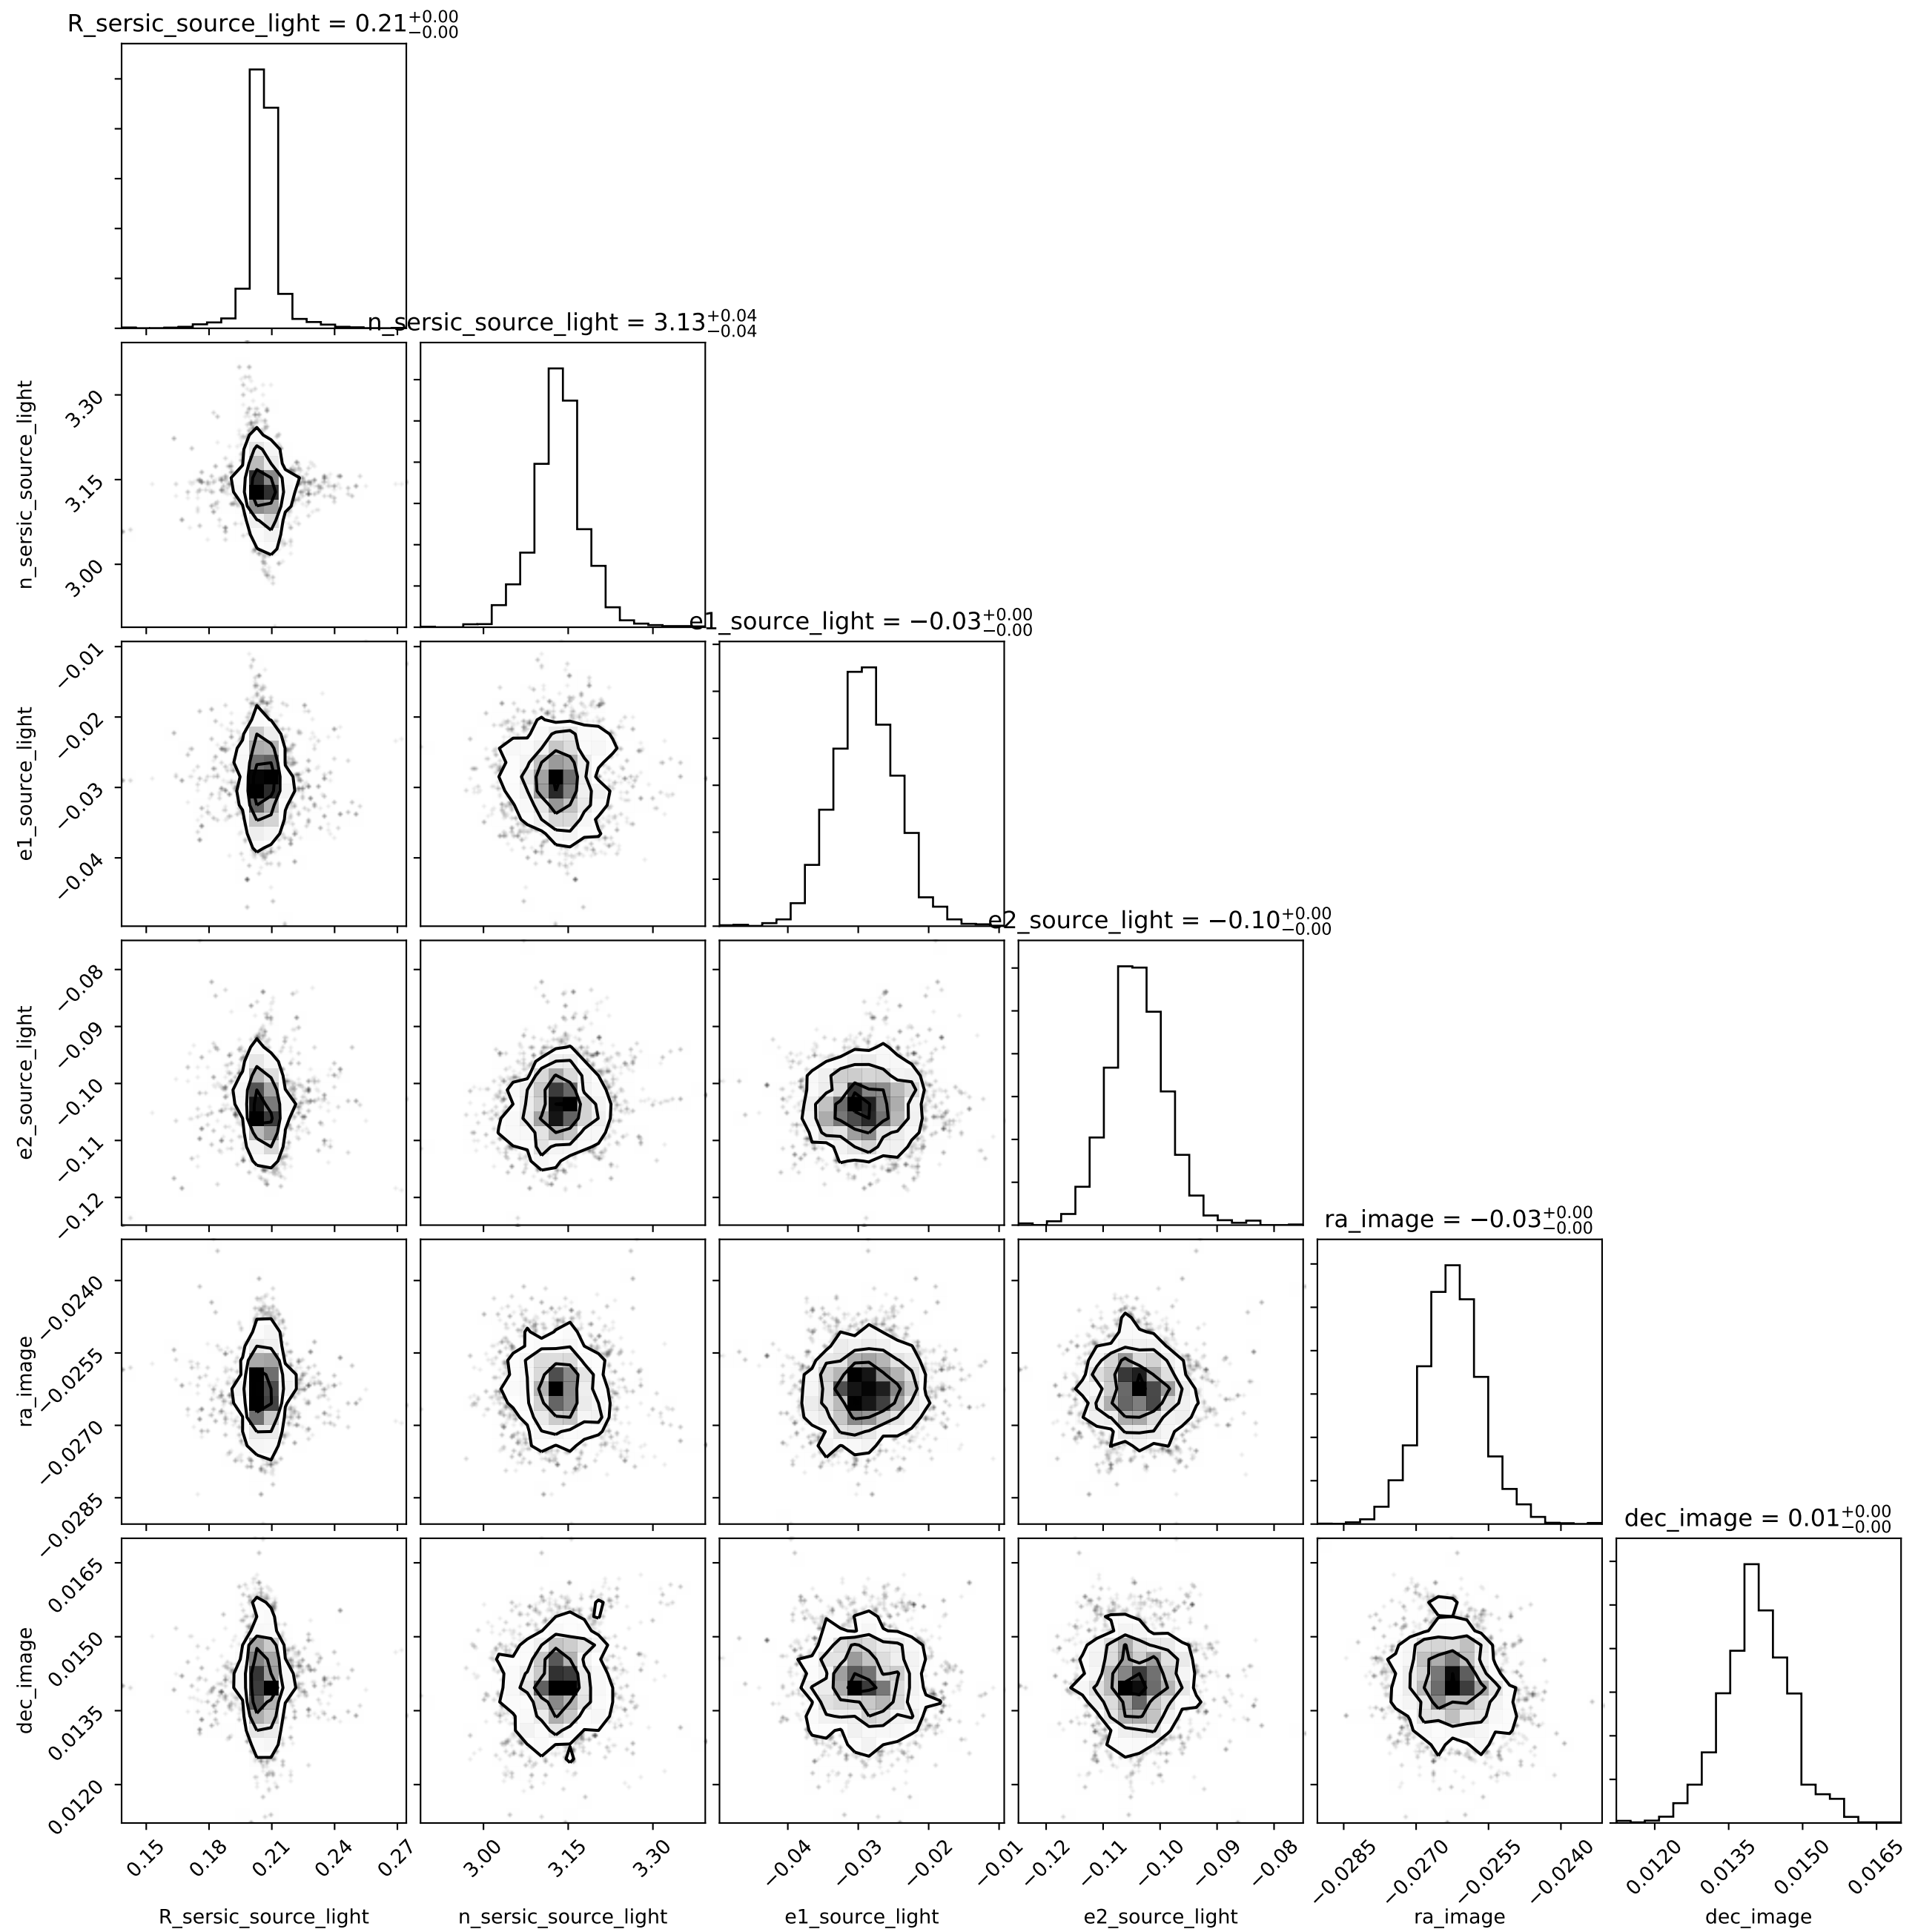 R_sersic_source_light = 0.21+0.00−0.00
n_sersic_source_light = 3.13+0.04−0.04
n_sersic_source_light
3.30
3.15
3.00
e1_source_light = −0.03+0.00−0.00
e1_source_light
−0.01
−0.02
−0.03
−0.04
e2_source_light = −0.10+0.00−0.00
e2_source_light
−0.08
−0.09
−0.10
−0.11
−0.12
ra_image = −0.03+0.00−0.00
ra_image
−0.0240
−0.0255
−0.0270
−0.0285
dec_image = 0.01+0.00−0.00
dec_image
0.0165
0.0150
0.0135
0.0120
0.15 0.18 0.21 0.24 0.27 3.00 3.15 3.30 −0.04 −0.03 −0.02 −0.01 −0.12 −0.11 −0.10 −0.09 −0.08 −0.0285 −0.0270 −0.0255 −0.0240 0.0120 0.0135 0.0150 0.0165
R_sersic_source_light n_sersic_source_light e1_source_light e2_source_light ra_image dec_image